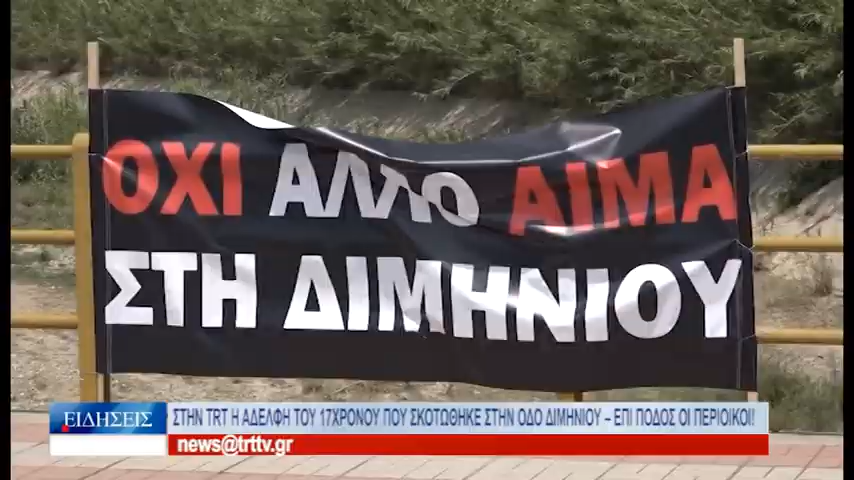 ΟΧΙ ΑΛΛΟ ΑΙΜΑ
ΣΤΗ ΔΙΜΗΝΙΟΥ
ΕΙΔΗΣΕΙΣ
ΣΤΗΝ TRT Η ΑΔΕΛΦΗ ΤΟΥ 17ΧΡΟΝΟΥ ΠΟΥ ΣΚΟΤΩΘΗΚΕ ΣΤΗΝ ΟΔΟ ΔΙΜΗΝΙΟΥ – ΕΠΙ ΠΟΔΟΣ ΟΙ ΠΕΡΙΟΙΚΟΙ!
news@trttv.gr